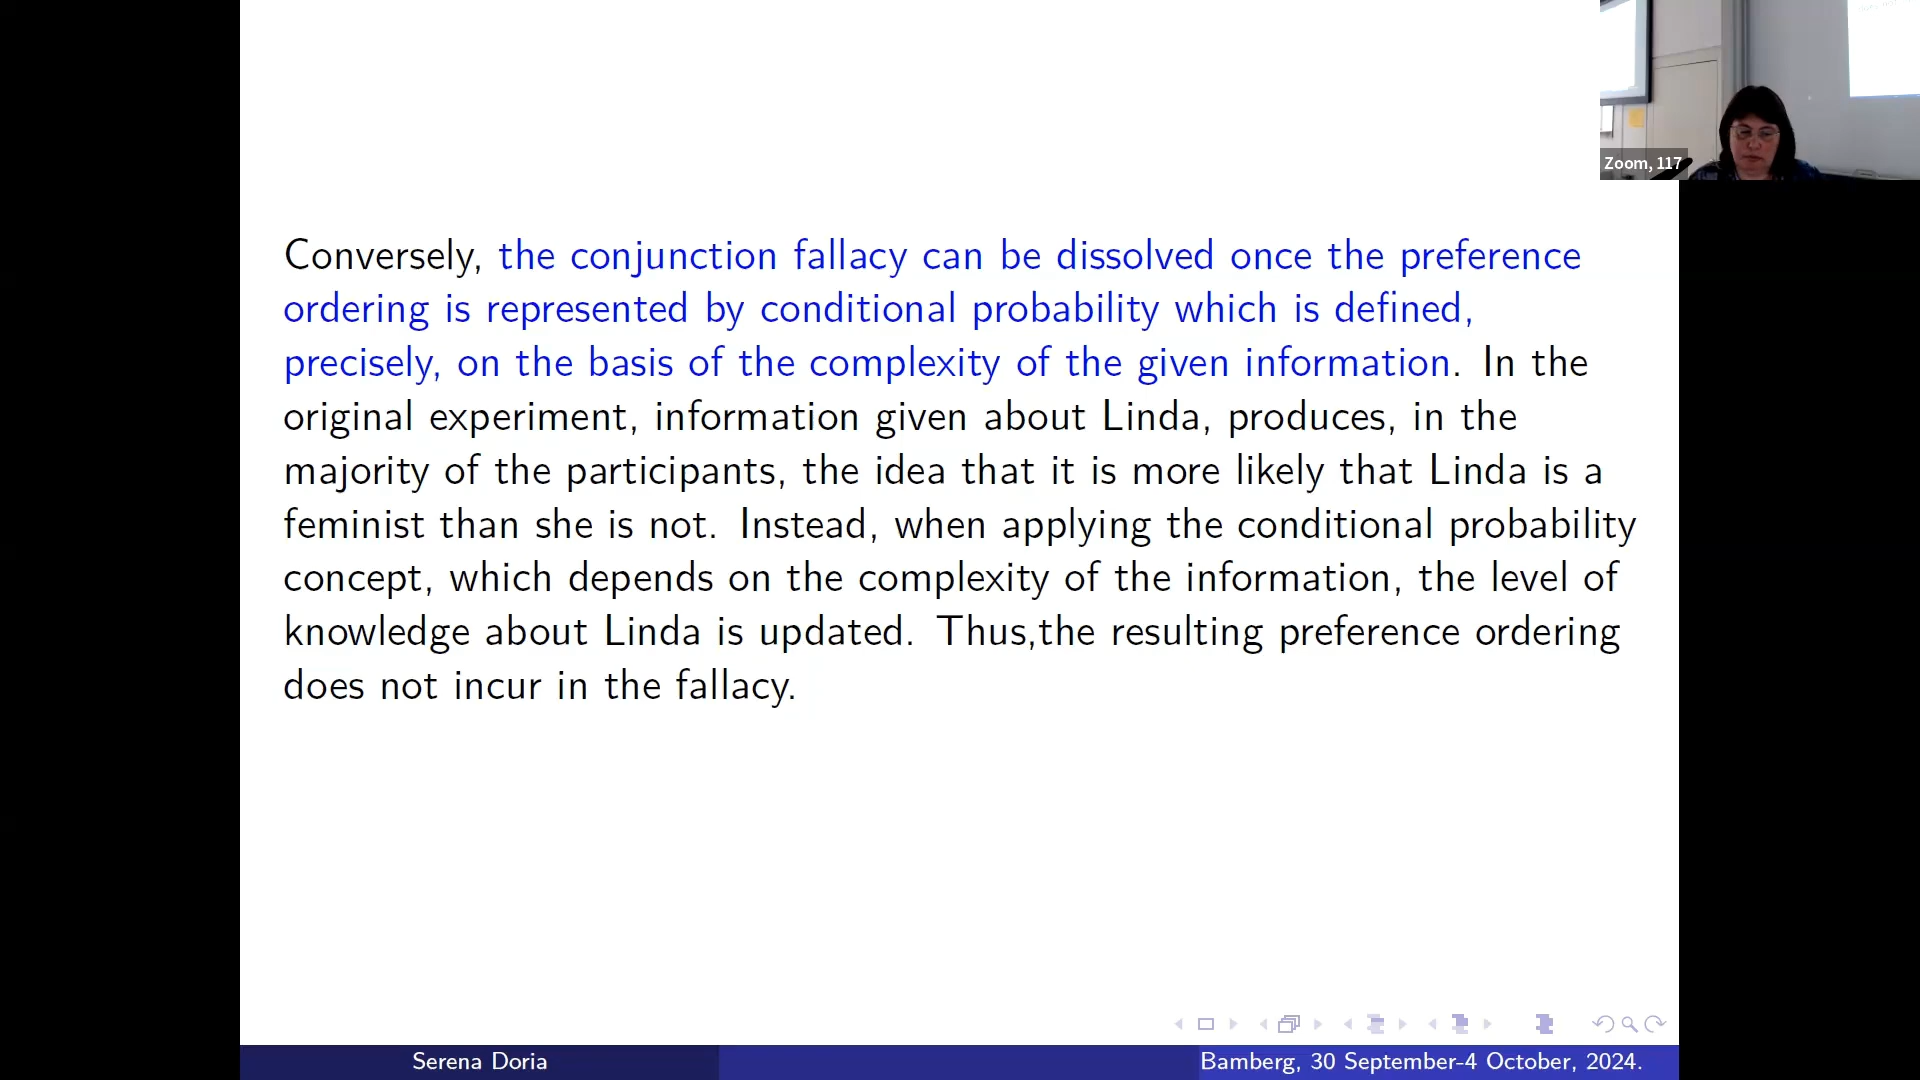 Zoom, 117
Conversely, the conjunction fallacy can be dissolved once the preference
ordering is represented by conditional probability which is defined,
precisely, on the basis of the complexity of the given information. In the
original experiment, information given about Linda, produces, in the
majority of the participants, the idea that it is more likely that Linda is a
feminist than she is not. Instead, when applying the conditional probability
concept, which depends on the complexity of the information, the level of
knowledge about Linda is updated. Thus,the resulting preference ordering
does not incur in the fallacy.
Serena Doria
Bamberg, 30 September-4 October, 2024.